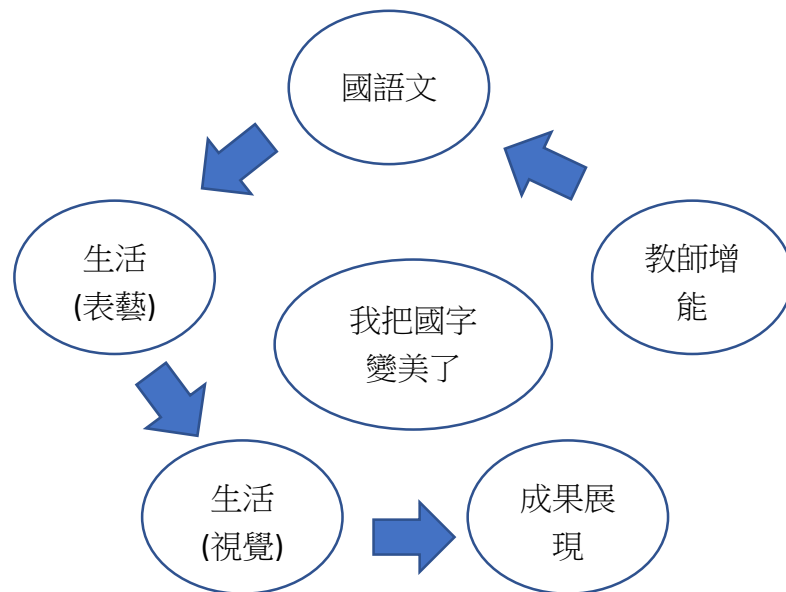 國語文
生活
(表藝)
教師增
能
我把國字
變美了
生活
(視覺)
成果展
現